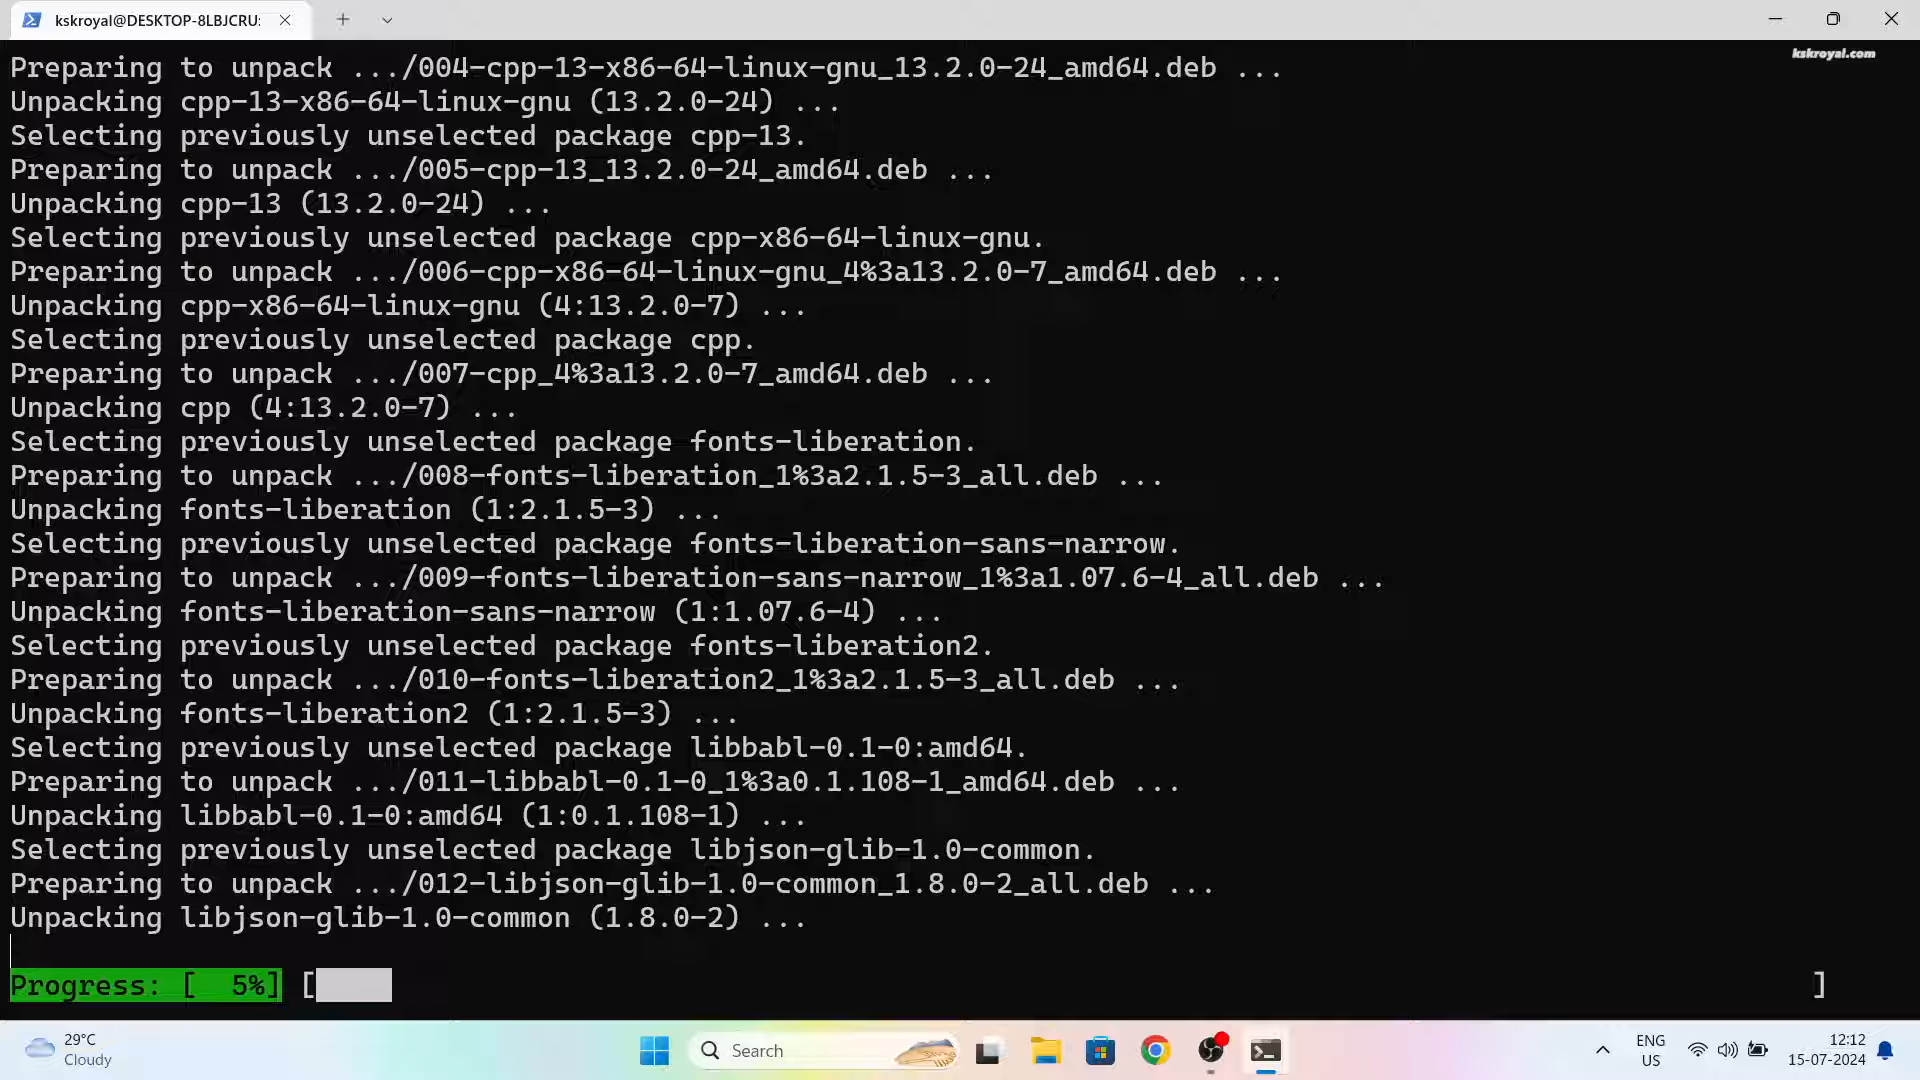 kskroyal@DESKTOP-8LBJCRU:
kskroyal.com
Preparing to unpack .../004-cpp-13-x86-64-linux-gnu_13.2.0-24_amd64.deb ...
Unpacking cpp-13-x86-64-linux-gnu (13.2.0-24) ...
Selecting previously unselected package cpp-13.
Preparing to unpack .../005-cpp-13_13.2.0-24_amd64.deb ...
Unpacking cpp-13 (13.2.0-24) ...
Selecting previously unselected package cpp-x86-64-linux-gnu.
Preparing to unpack .../006-cpp-x86-64-linux-gnu_4%3a13.2.0-7_amd64.deb ...
Unpacking cpp-x86-64-linux-gnu (4:13.2.0-7) ...
Selecting previously unselected package cpp.
Preparing to unpack .../007-cpp_4%3a13.2.0-7_amd64.deb ...
Unpacking cpp (4:13.2.0-7) ...
Selecting previously unselected package fonts-liberation.
Preparing to unpack .../008-fonts-liberation_1%3a2.1.5-3_all.deb ...
Unpacking fonts-liberation (1:2.1.5-3) ...
Selecting previously unselected package fonts-liberation-sans-narrow.
Preparing to unpack .../009-fonts-liberation-sans-narrow_1%3a1.07.6-4_all.deb ...
Unpacking fonts-liberation-sans-narrow (1:1.07.6-4) ...
Selecting previously unselected package fonts-liberation2.
Preparing to unpack .../010-fonts-liberation2_1%3a2.1.5-3_all.deb ...
Unpacking fonts-liberation2 (1:2.1.5-3) ...
Selecting previously unselected package libbabl-0.1-0:amd64.
Preparing to unpack .../011-libbabl-0.1-0_1%3a0.1.108-1_amd64.deb ...
Unpacking libbabl-0.1-0:amd64 (1:0.1.108-1) ...
Selecting previously unselected package libjson-glib-1.0-common.
Preparing to unpack .../012-libjson-glib-1.0-common_1.8.0-2_all.deb ...
Unpacking libjson-glib-1.0-common (1.8.0-2) ...
Progress: [  5%] [ ]
29°C
Cloudy
Search
ENG
US
12:12
15-07-2024